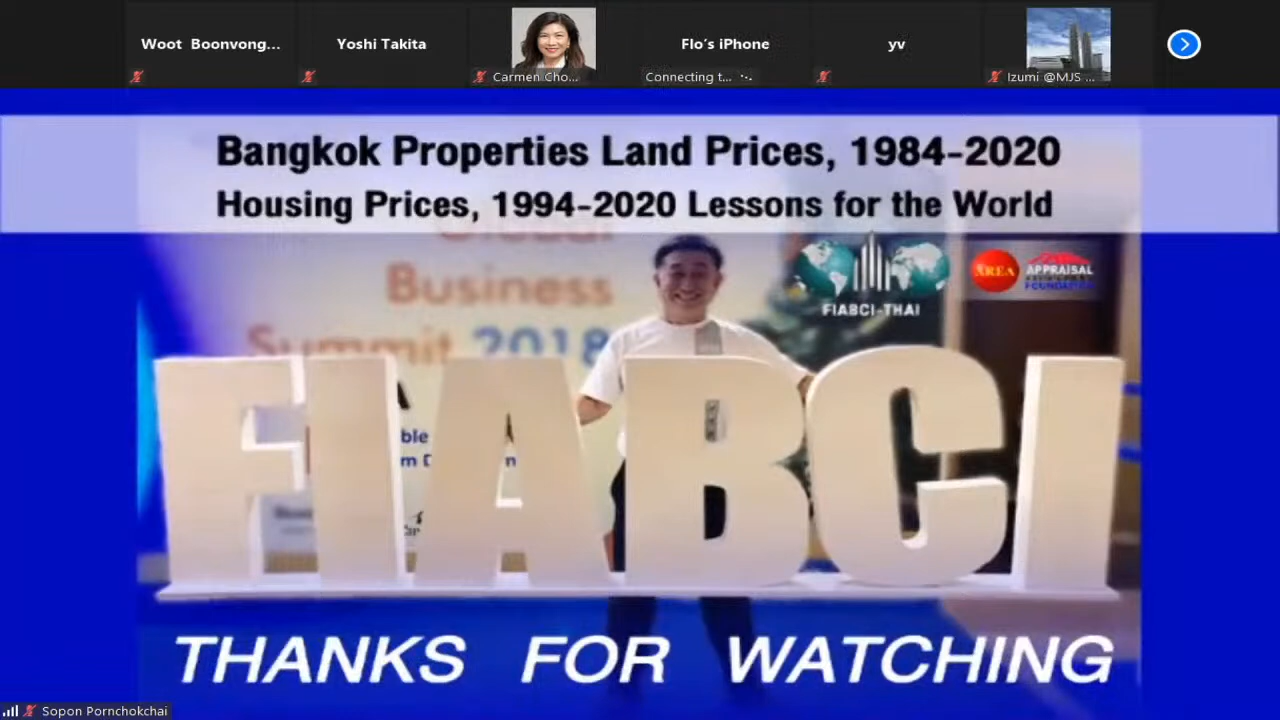 Woot Boonvong...
Yoshi Takita
Flo's iPhone
yv
Carmen Cho...
Connecting t...
Izumi @MJS ...
Bangkok Properties Land Prices, 1984-2020
Housing Prices, 1994-2020 Lessons for the World
Global
Business
Summit 2018
FIABCI-THAI
AREA
APPRAISAL
FOUNDATION
ble
m D
FIABCI
THANKS FOR WATCHING
Sopon Pornchokchai